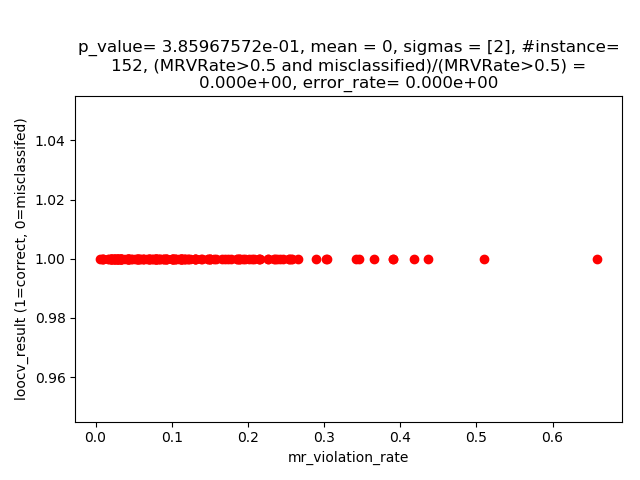 p_value= 3.85967572e-01, mean = 0, sigmas = [2], #instance=
152, (MRVRate>0.5 and misclassified)/(MRVRate>0.5) =
0.000e+00, error_rate= 0.000e+00
loocv_result (1=correct, 0=misclassifed)
1.04
1.02
1.00
0.98
0.96
0.0 0.1 0.2 0.3 0.4 0.5 0.6
mr_violation_rate